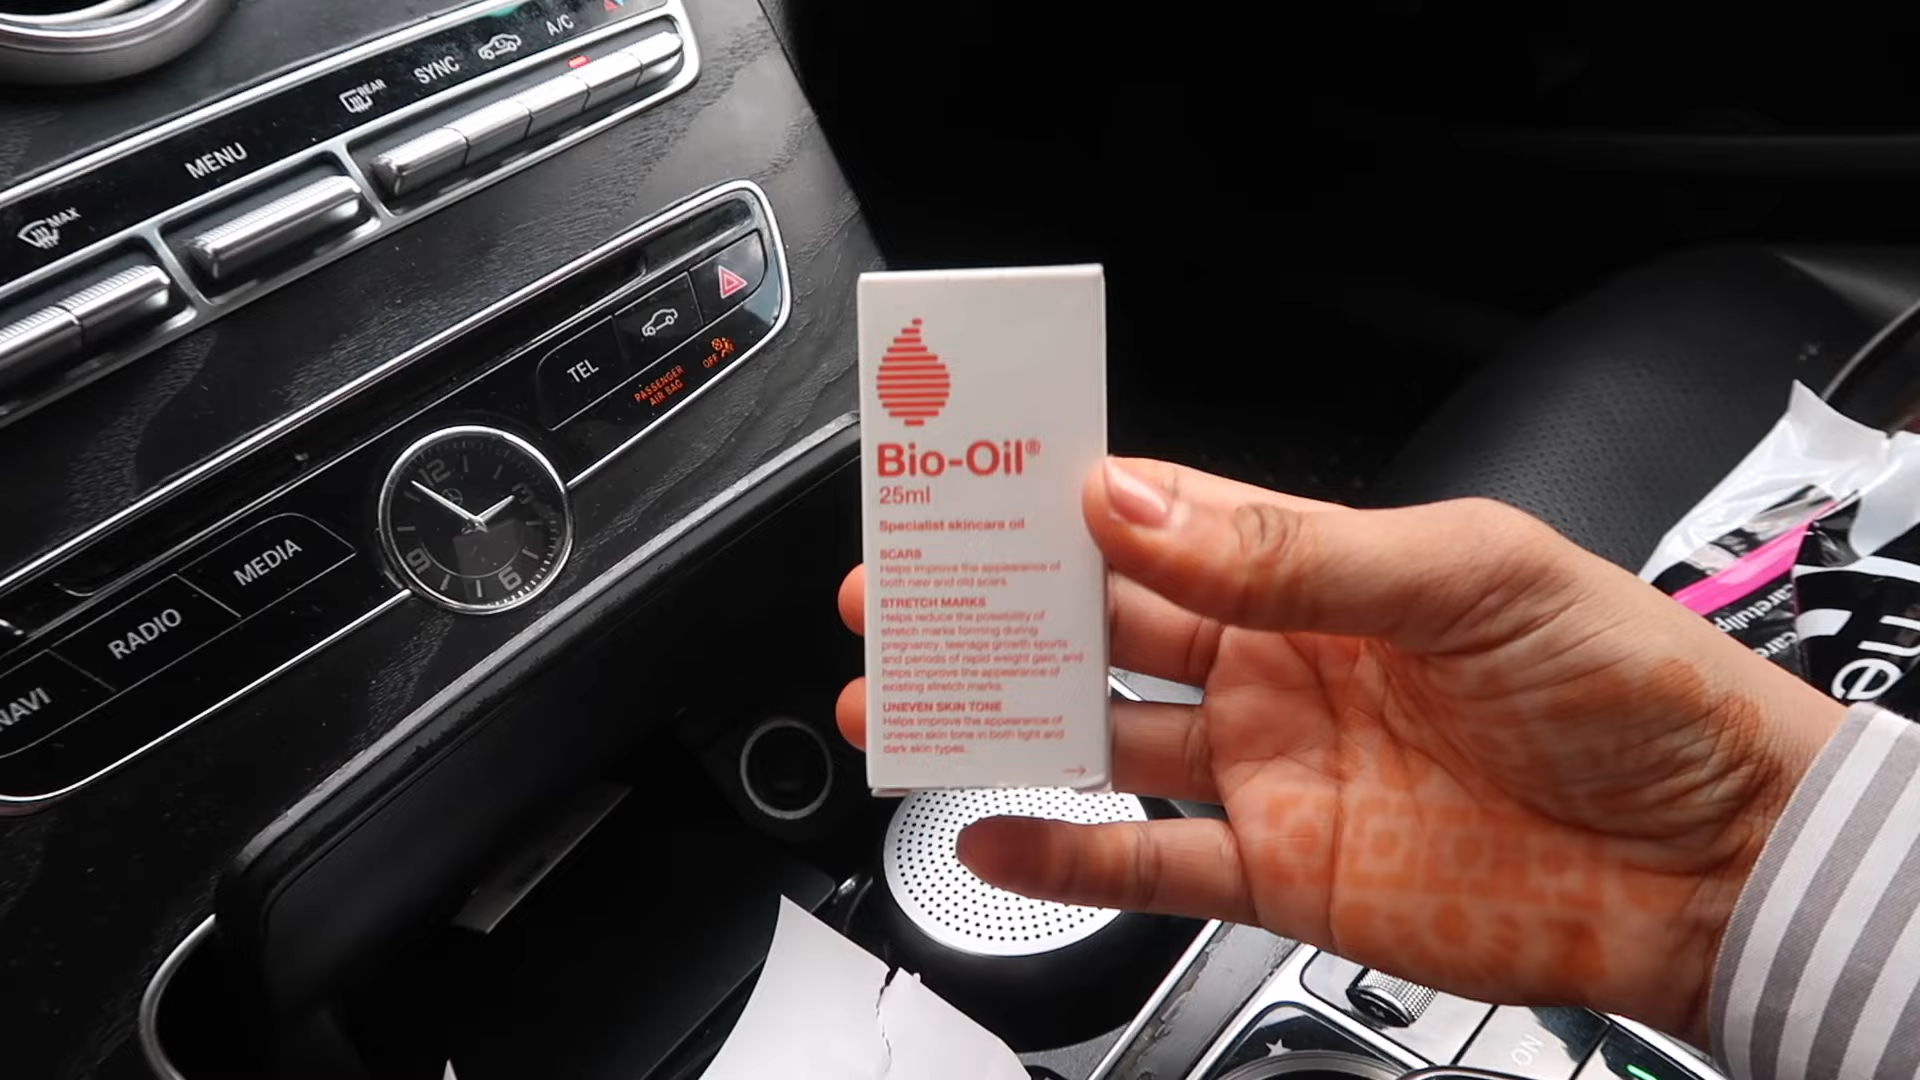 A/C
SYNC
REAR
MENU
MAX
TEL
PASSENGER
AIR BAG
OFF
MEDIA
RADIO
NAVI
12
3
6
9
Bio-Oil®
25ml
Specialist skincare oil
SCARS
Helps improve the appearance of
both new and old scars.
STRETCH MARKS
Helps reduce the possibility of
stretch marks forming during
pregnancy, teenage growth spurts
and periods of rapid weight gain, and
helps improve the appearance of
existing stretch marks.
UNEVEN SKIN TONE
Helps improve the appearance of
uneven skin tone in both light and
dark skin types.
→
ON